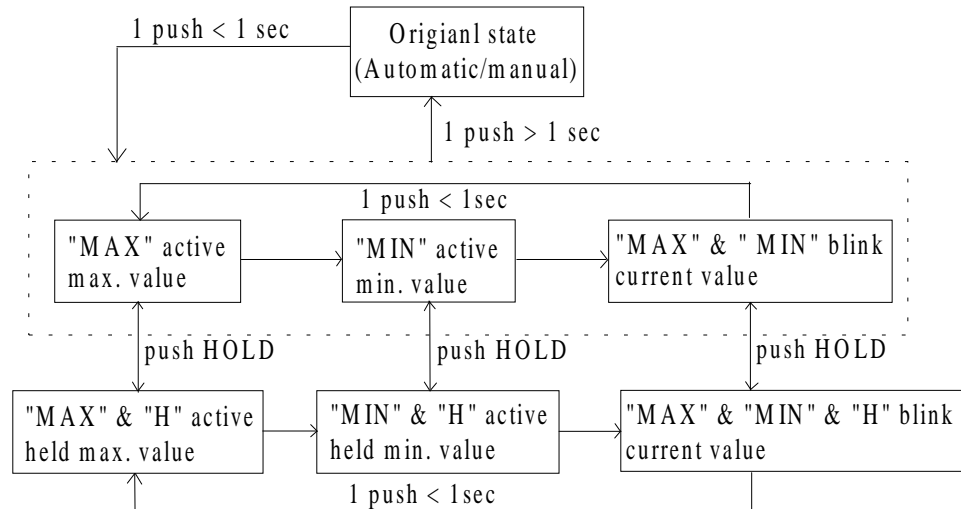 1 push < 1 sec
Origianl state
(Automatic/manual)
1 push > 1 sec
1 push < 1sec
"MAX" active
max. value
"MIN" active
min. value
"MAX" & " MIN" blink
current value
push HOLD
push HOLD
push HOLD
"MAX" & "H" active
held max. value
"MIN" & "H" active
held min. value
"MAX" & "MIN" & "H" blink
current value
1 push < 1sec